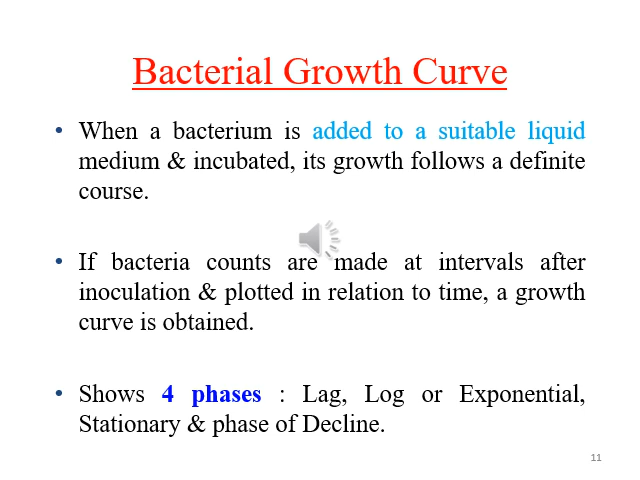 Bacterial Growth Curve
• When a bacterium is added to a suitable liquid
medium & incubated, its growth follows a definite
course.
• If bacteria counts are made at intervals after
inoculation & plotted in relation to time, a growth
curve is obtained.
• Shows 4 phases : Lag, Log or Exponential,
Stationary & phase of Decline.
11